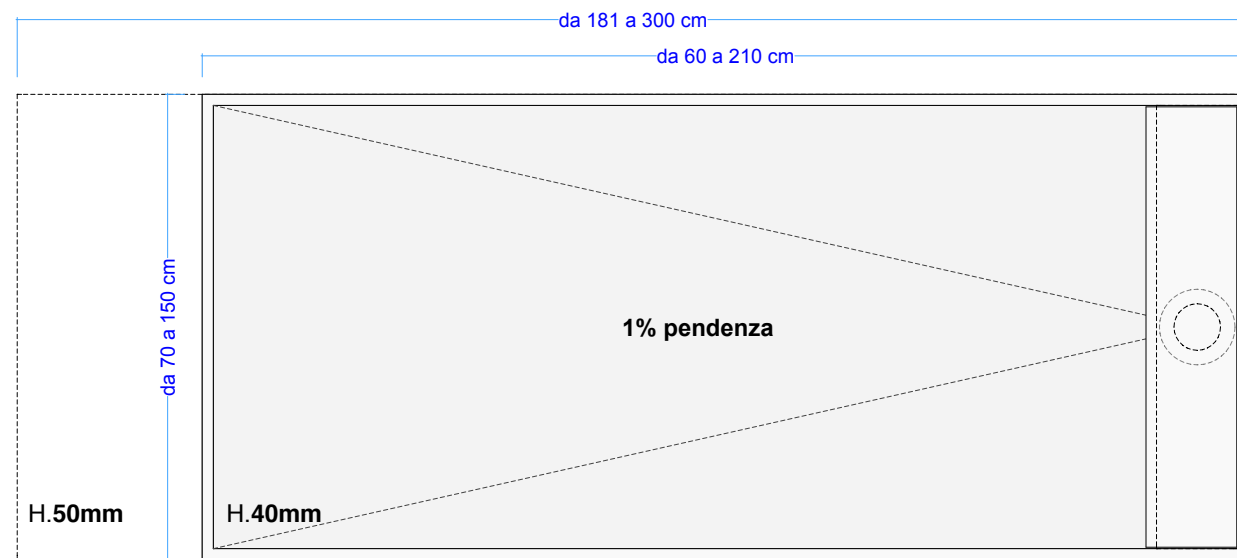 da 181 a 300 cm
da 60 a 210 cm
da 70 a 150 cm
1% pendenza
H.50mm
H.40mm